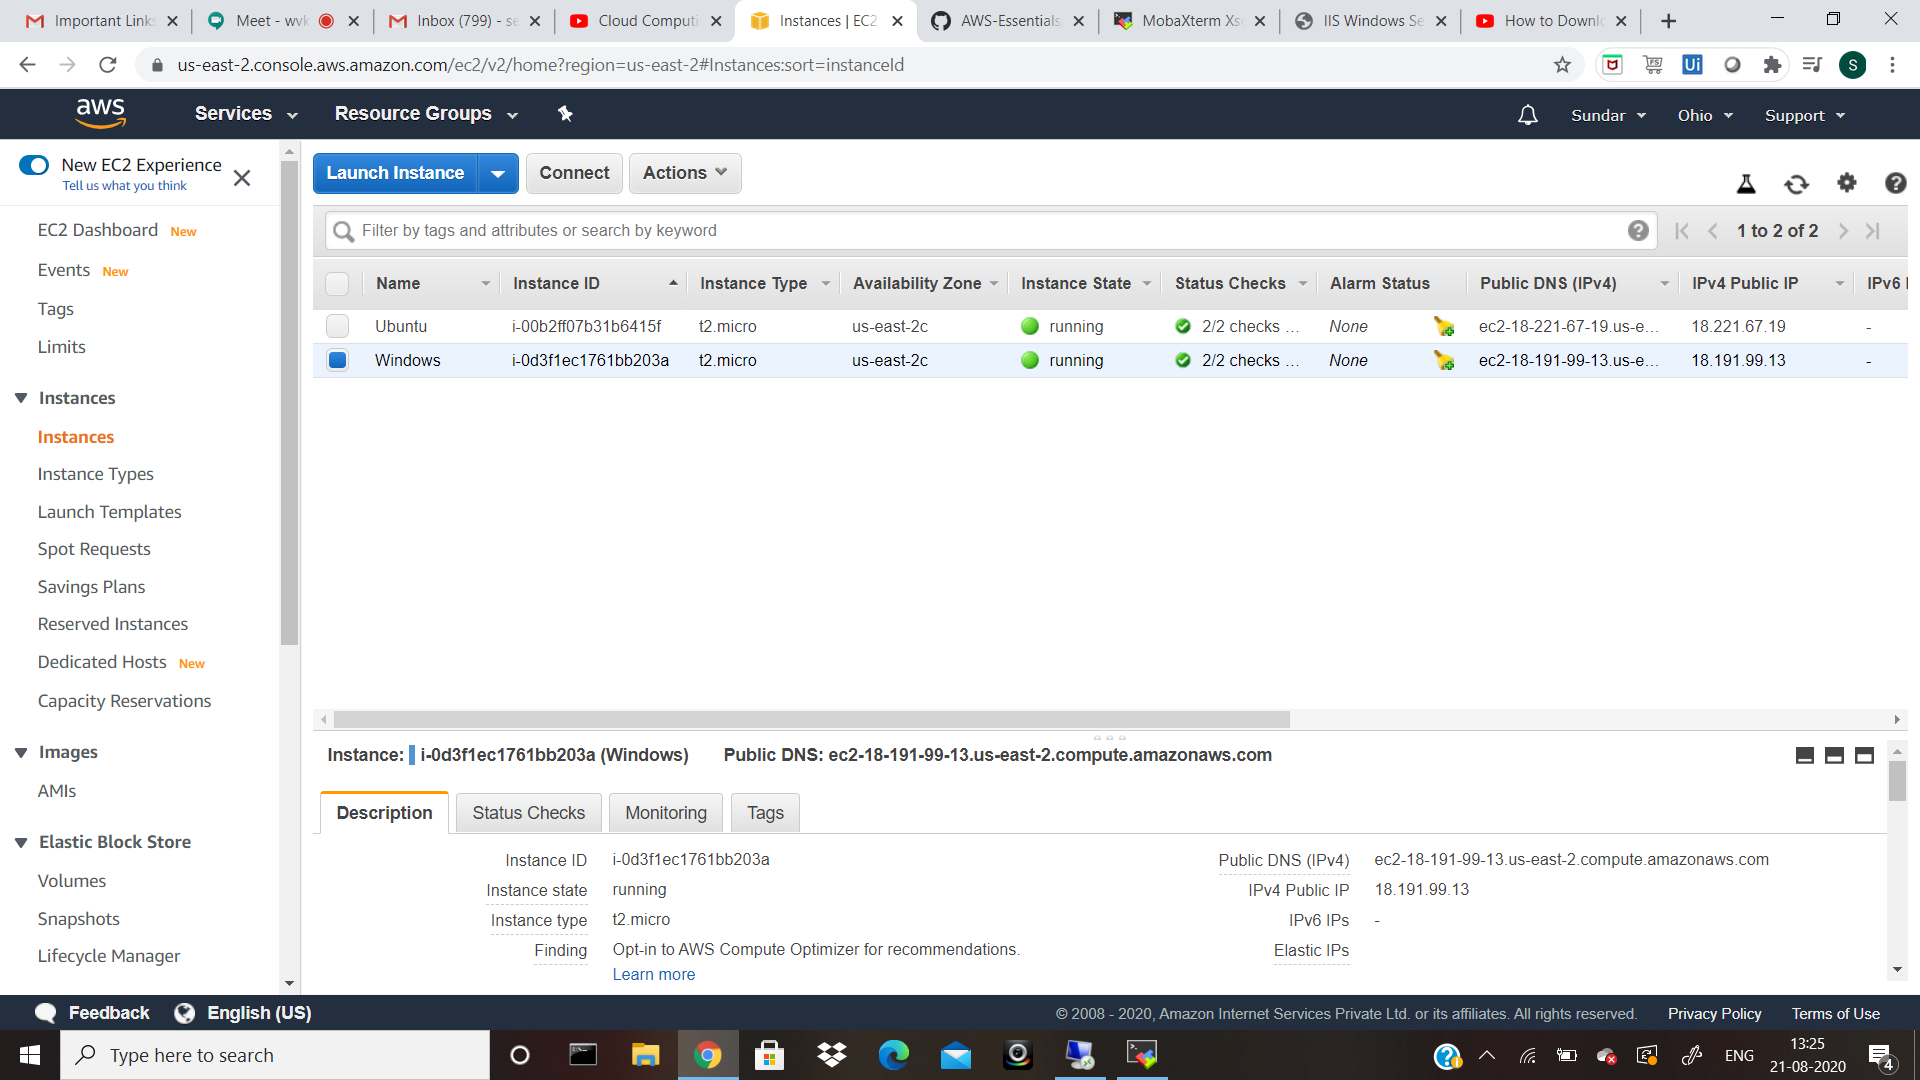 Important Links
Meet - wvk
Inbox (799) - se
Cloud Computi
Instances | EC2
AWS-Essentials
MobaXterm Xse
IIS Windows Se
How to Downlo
us-east-2.console.aws.amazon.com/ec2/v2/home?region=us-east-2#Instances:sort=instanceId
FS
Ui
S
aws
Services
Resource Groups
Sundar
Ohio
Support
New EC2 Experience
Tell us what you think
EC2 Dashboard New
Events New
Tags
Limits
Instances
Instances
Instance Types
Launch Templates
Spot Requests
Savings Plans
Reserved Instances
Dedicated Hosts New
Capacity Reservations
Images
AMIs
Elastic Block Store
Volumes
Snapshots
Lifecycle Manager
Launch Instance
Connect
Actions
Filter by tags and attributes or search by keyword
1 to 2 of 2
Name Instance ID Instance Type Availability Zone Instance State Status Checks Alarm Status Public DNS (IPv4) IPv4 Public IP IPv6 I
Ubuntu i-00b2ff07b31b6415f t2.micro us-east-2c running 2/2 checks ... None ec2-18-221-67-19.us-e... 18.221.67.19 -
Windows i-0d3f1ec1761bb203a t2.micro us-east-2c running 2/2 checks ... None ec2-18-191-99-13.us-e... 18.191.99.13 -
Instance: i-0d3f1ec1761bb203a (Windows) Public DNS: ec2-18-191-99-13.us-east-2.compute.amazonaws.com
Description
Status Checks
Monitoring
Tags
Instance ID i-0d3f1ec1761bb203a
Instance state running
Instance type t2.micro
Finding Opt-in to AWS Compute Optimizer for recommendations.
Learn more
Public DNS (IPv4) ec2-18-191-99-13.us-east-2.compute.amazonaws.com
IPv4 Public IP 18.191.99.13
IPv6 IPs -
Elastic IPs
Feedback
English (US)
© 2008 - 2020, Amazon Internet Services Private Ltd. or its affiliates. All rights reserved.
Privacy Policy
Terms of Use
Type here to search
ENG
13:25
21-08-2020
4